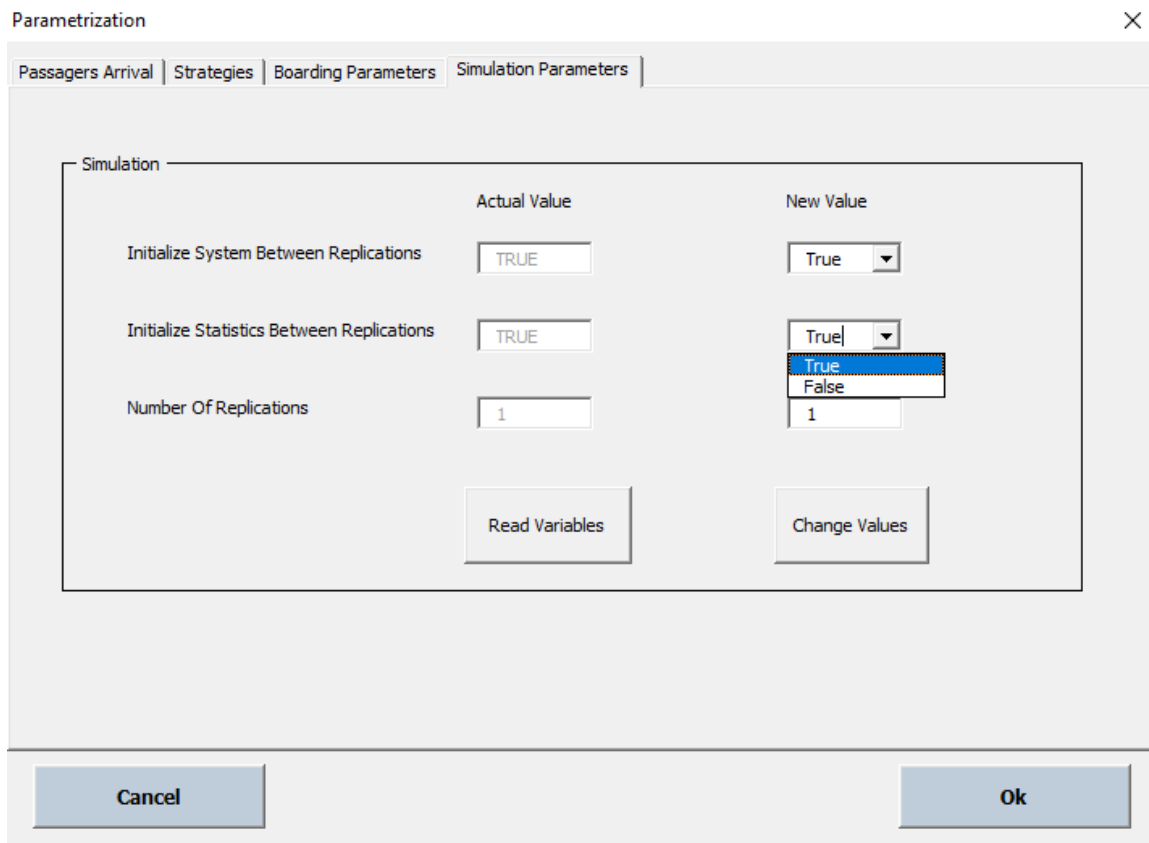 Parametrization
Passagers Arrival Strategies Boarding Parameters Simulation Parameters
Simulation
Actual Value New Value
Initialize System Between Replications TRUE True
Initialize Statistics Between Replications TRUE True
True
False
Number Of Replications 1 1
Read Variables Change Values
Cancel Ok